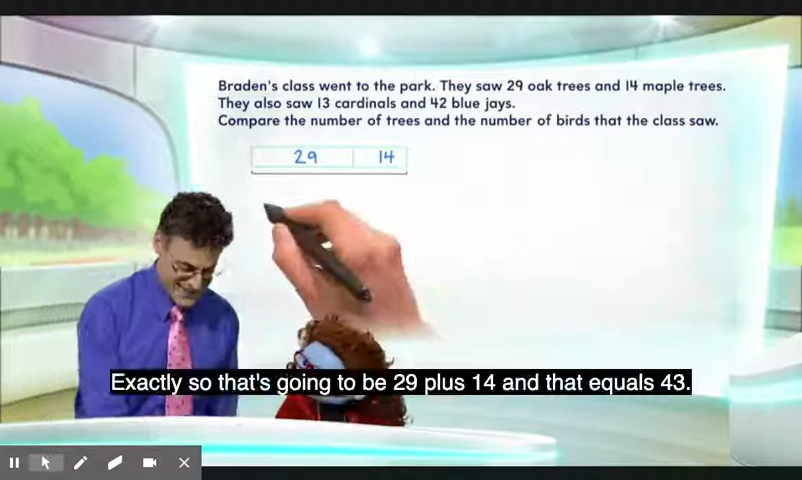 Braden's class went to the park. They saw 29 oak trees and 14 maple trees.
They also saw 13 cardinals and 42 blue jays.
Compare the number of trees and the number of birds that the class saw.
29 14
Exactly so that's going to be 29 plus 14 and that equals 43.